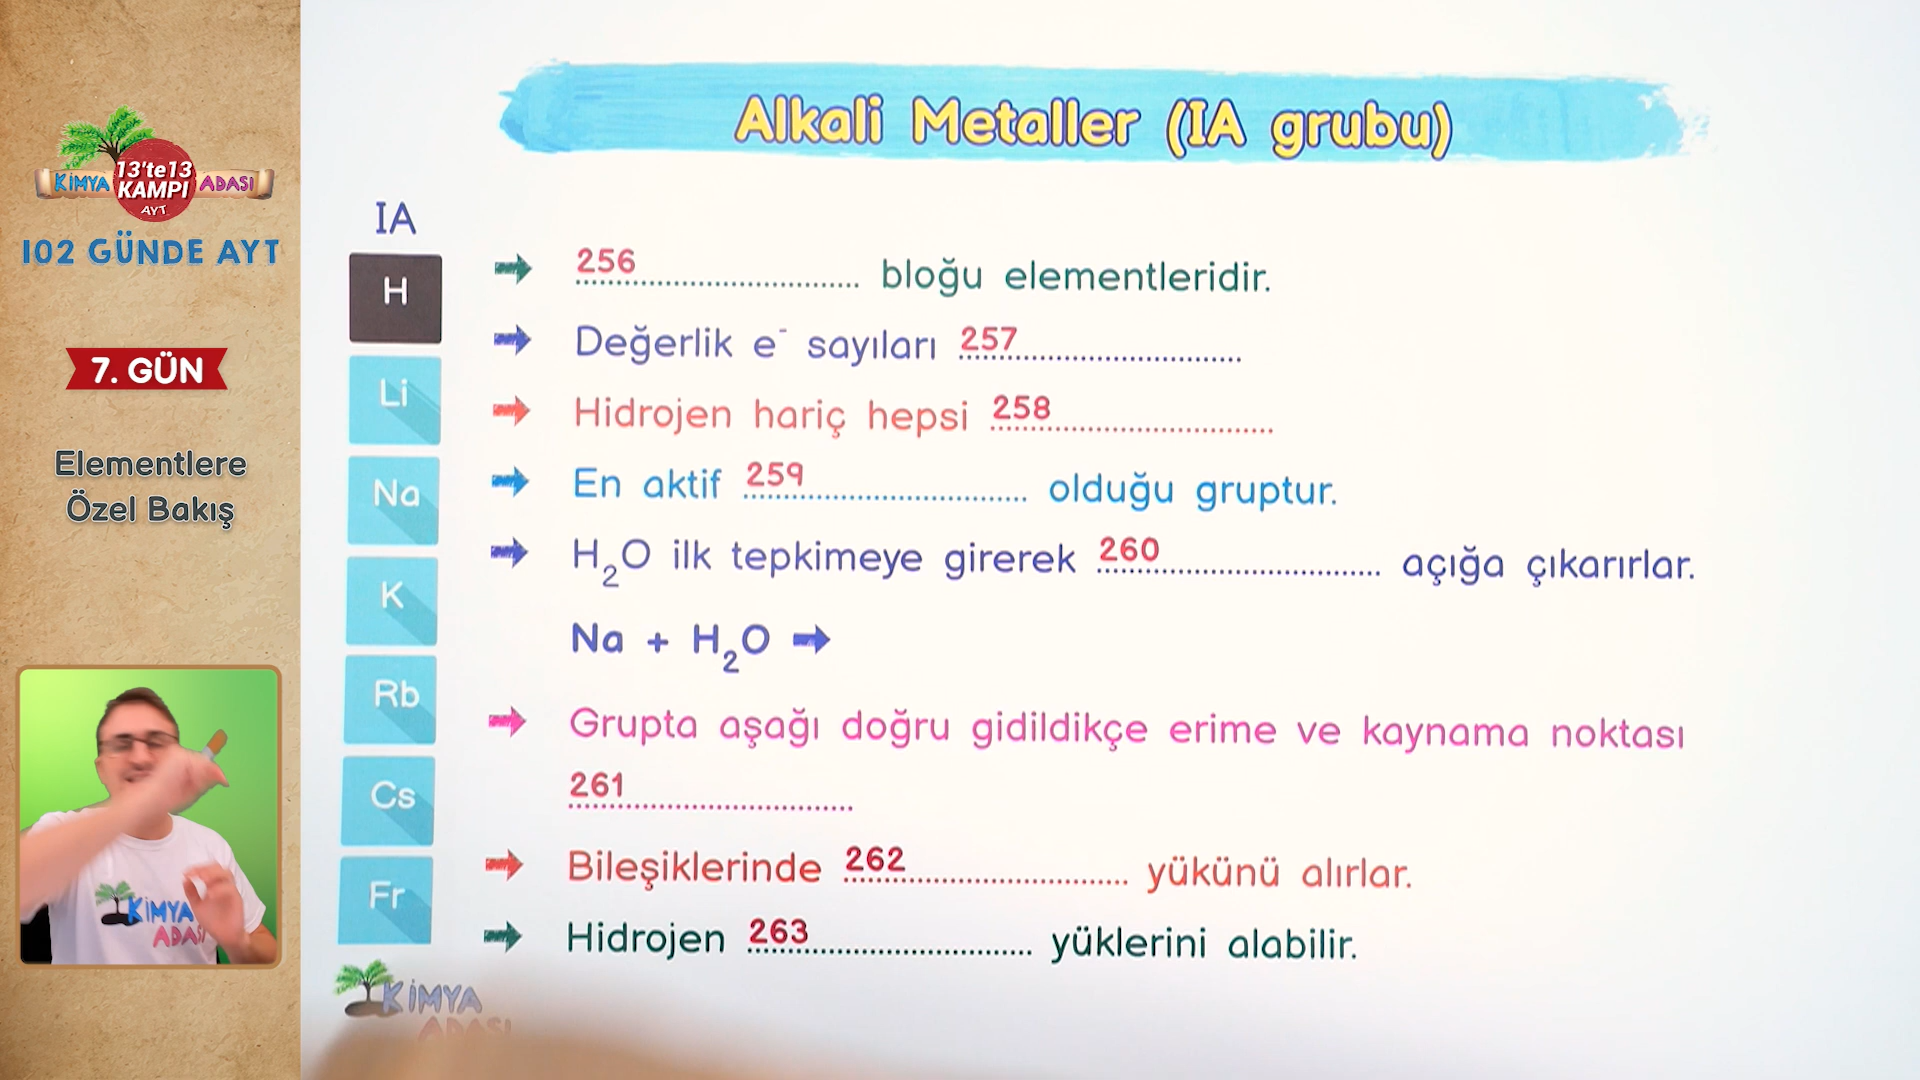 KİMYA 13'te13 ADASI
KAMPI
AYT
102 GÜNDE AYT
7. GÜN
Elementlere
Özel Bakış
KİMYA
ADASI
Alkali Metaller (IA grubu)
IA
H
Li
Na
K
Rb
Cs
Fr
256 bloğu elementleridir.
Değerlik e⁻ sayıları 257
Hidrojen hariç hepsi 258
En aktif 259 olduğu gruptur.
H₂O ilk tepkimeye girerek 260 açığa çıkarırlar.
Na + H₂O ➡
Grupta aşağı doğru gidildikçe erime ve kaynama noktası
261
Bileşiklerinde 262 yükünü alırlar.
Hidrojen 263 yüklerini alabilir.
KİMYA
ADASI